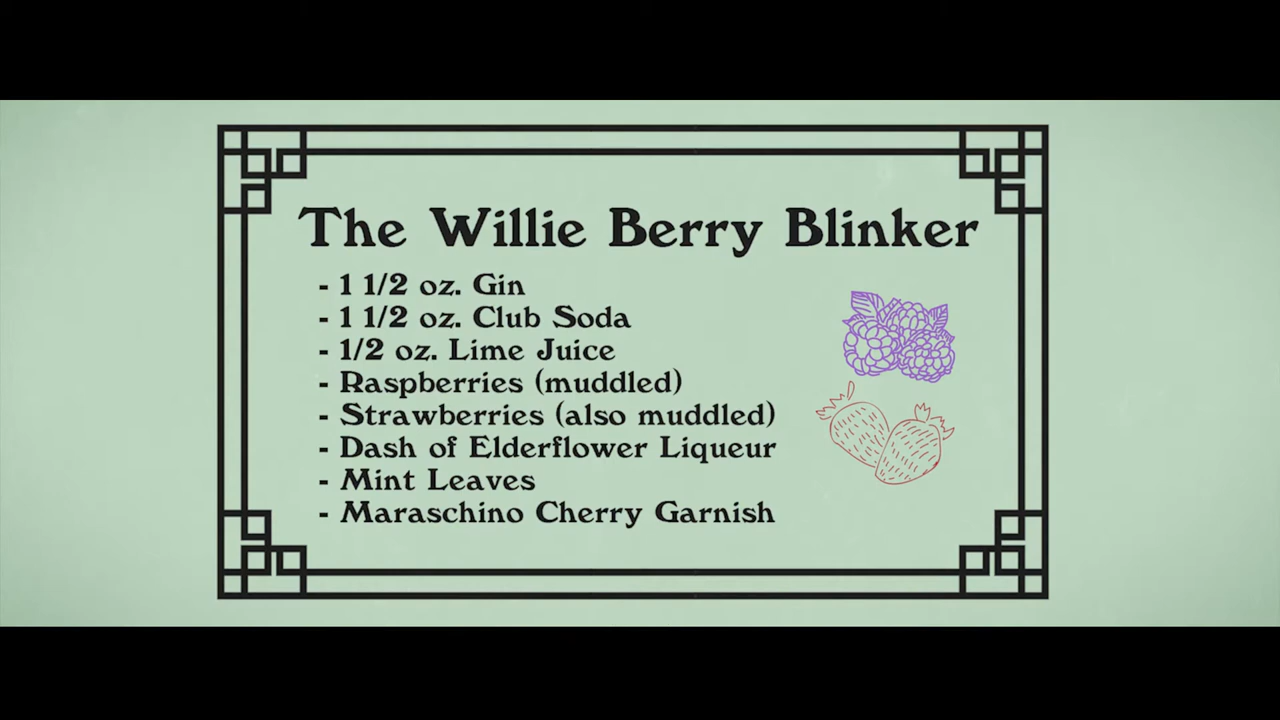 The Willie Berry Blinker
- 1 1/2 oz. Gin
- 1 1/2 oz. Club Soda
- 1/2 oz. Lime Juice
- Raspberries (muddled)
- Strawberries (also muddled)
- Dash of Elderflower Liqueur
- Mint Leaves
- Maraschino Cherry Garnish